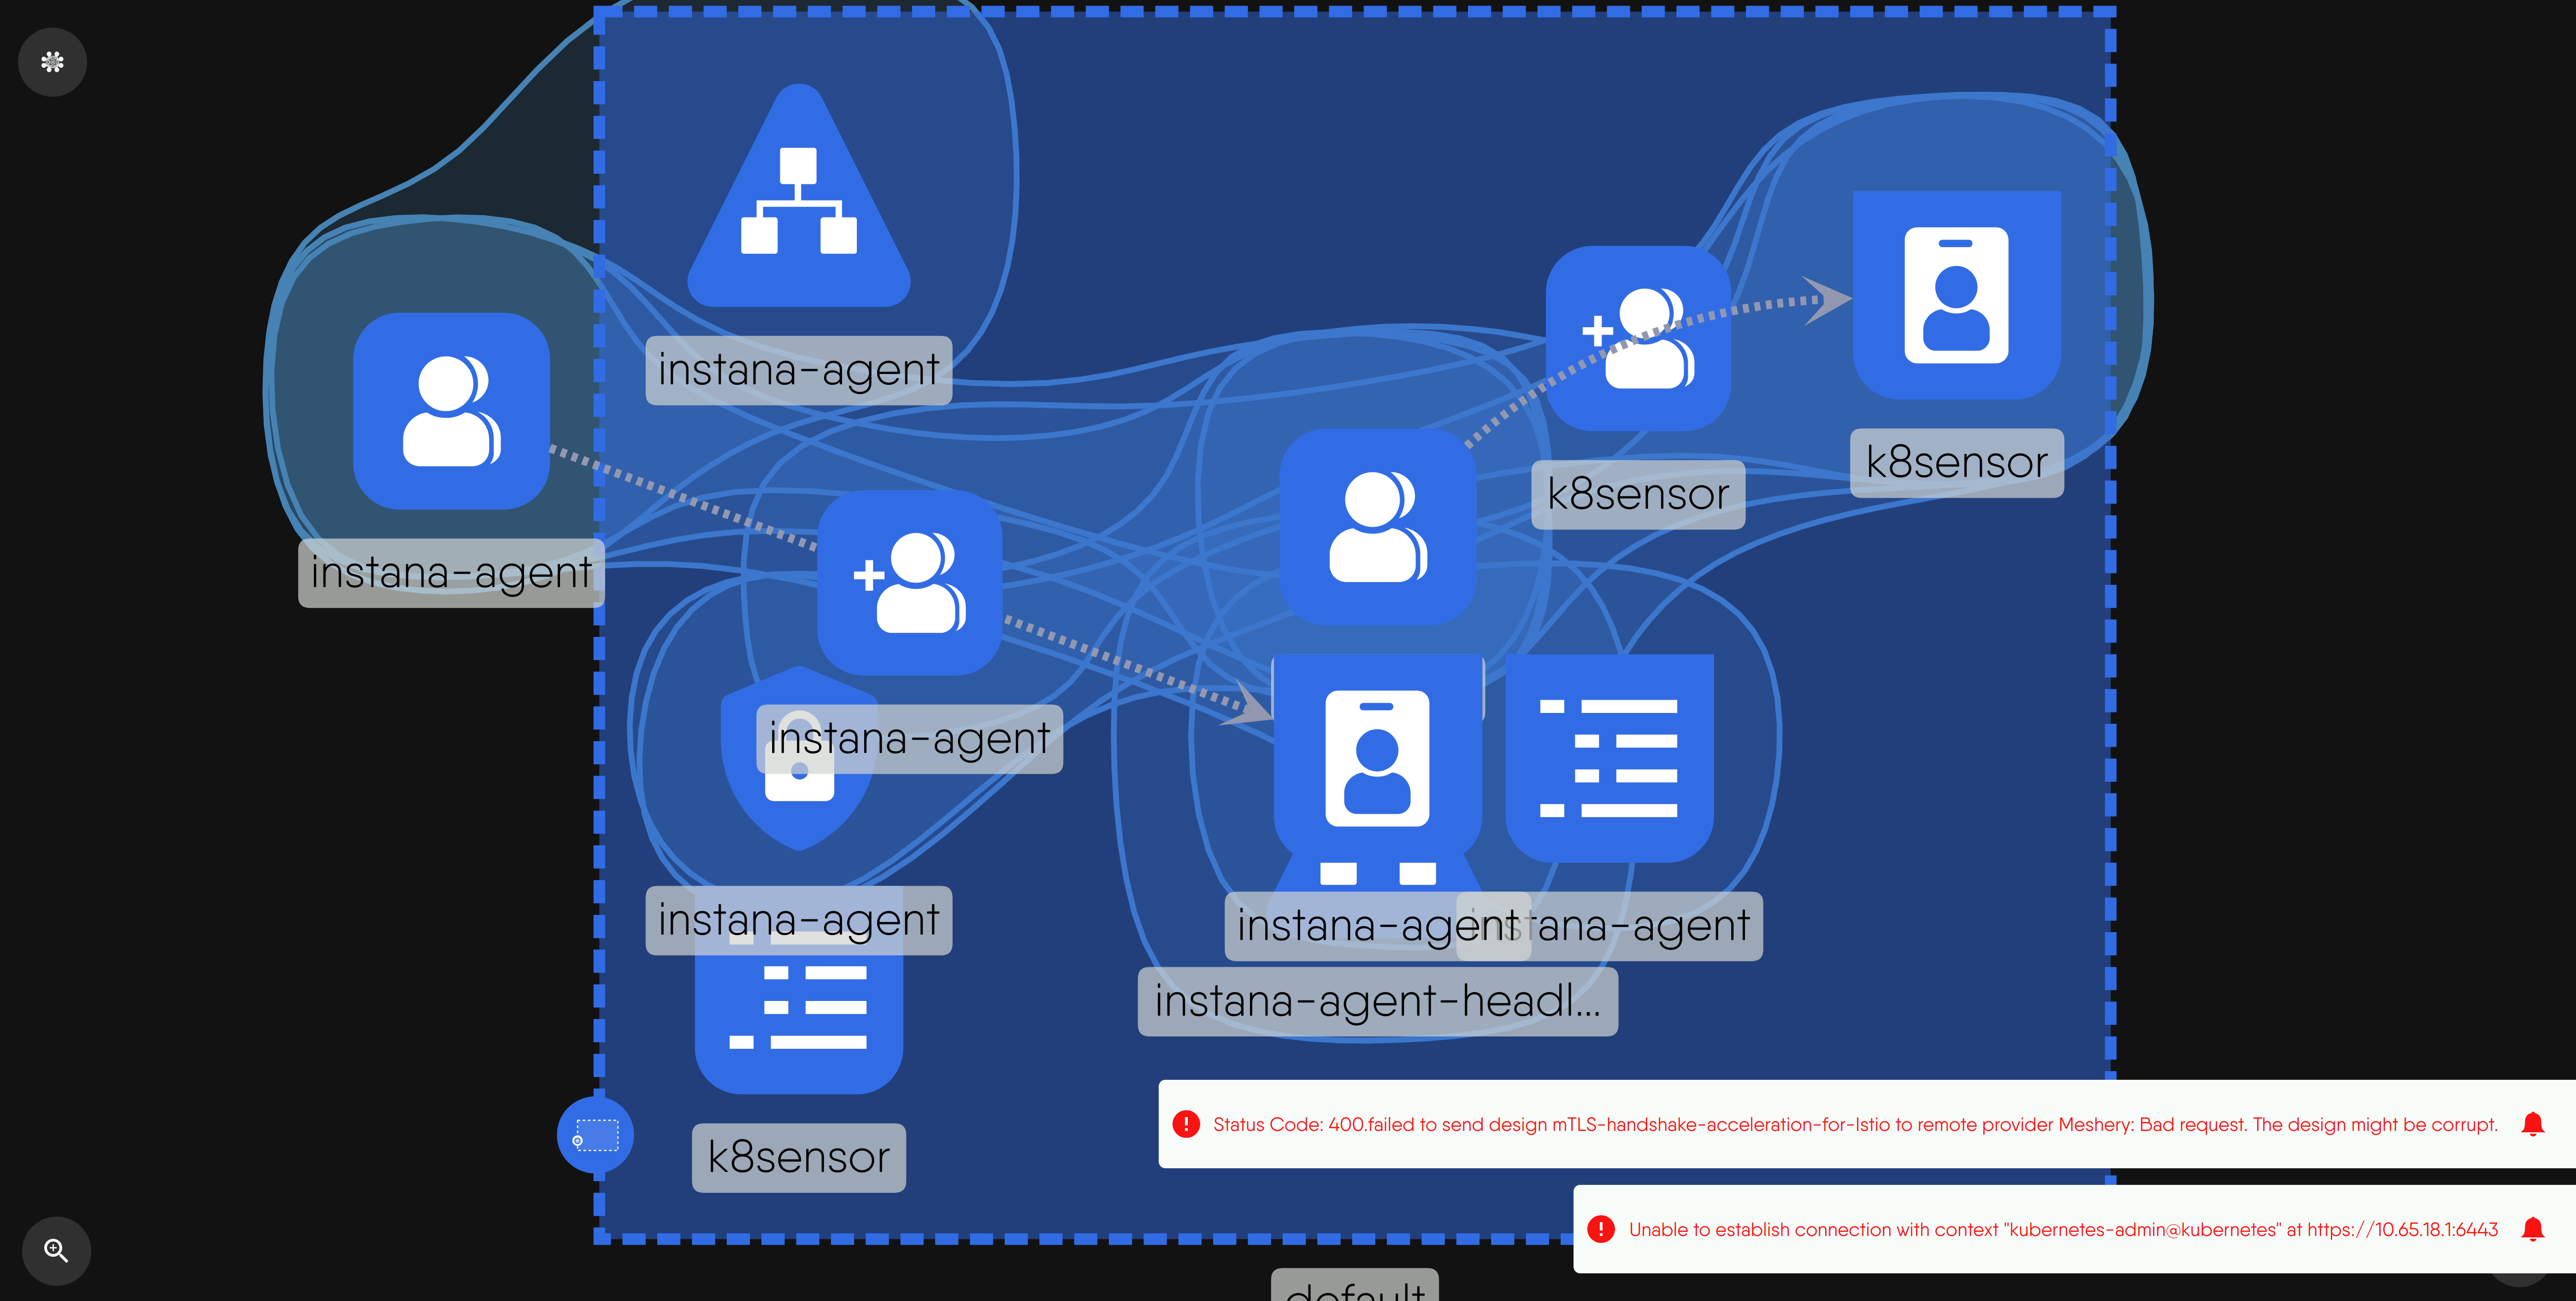 instana-agent
k8sensor
k8sensor
instana-agent
instana-agent
instana-agent
instana-agent
instana-agent
instana-agent-headl...
k8sensor
Status Code: 400.failed to send design mTLS-handshake-acceleration-for-Istio to remote provider Meshery: Bad request. The design might be corrupt.
Unable to establish connection with context "kubernetes-admin@kubernetes" at https://10.65.18.1:6443
default